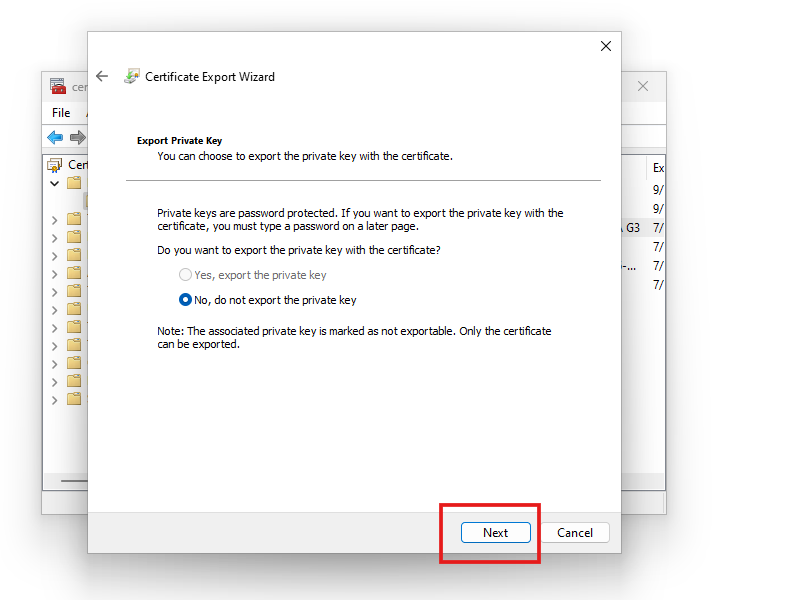 Certificate Export Wizard
cer
File
Export Private Key
You can choose to export the private key with the certificate.
Cert
Ex
9/
Private keys are password protected. If you want to export the private key with the
9/
certificate, you must type a password on a later page.
G3 7/
Do you want to export the private key with the certificate?
7/
-... 7/
Yes, export the private key
7/
No, do not export the private key
Note: The associated private key is marked as not exportable. Only the certificate
can be exported.
Next Cancel